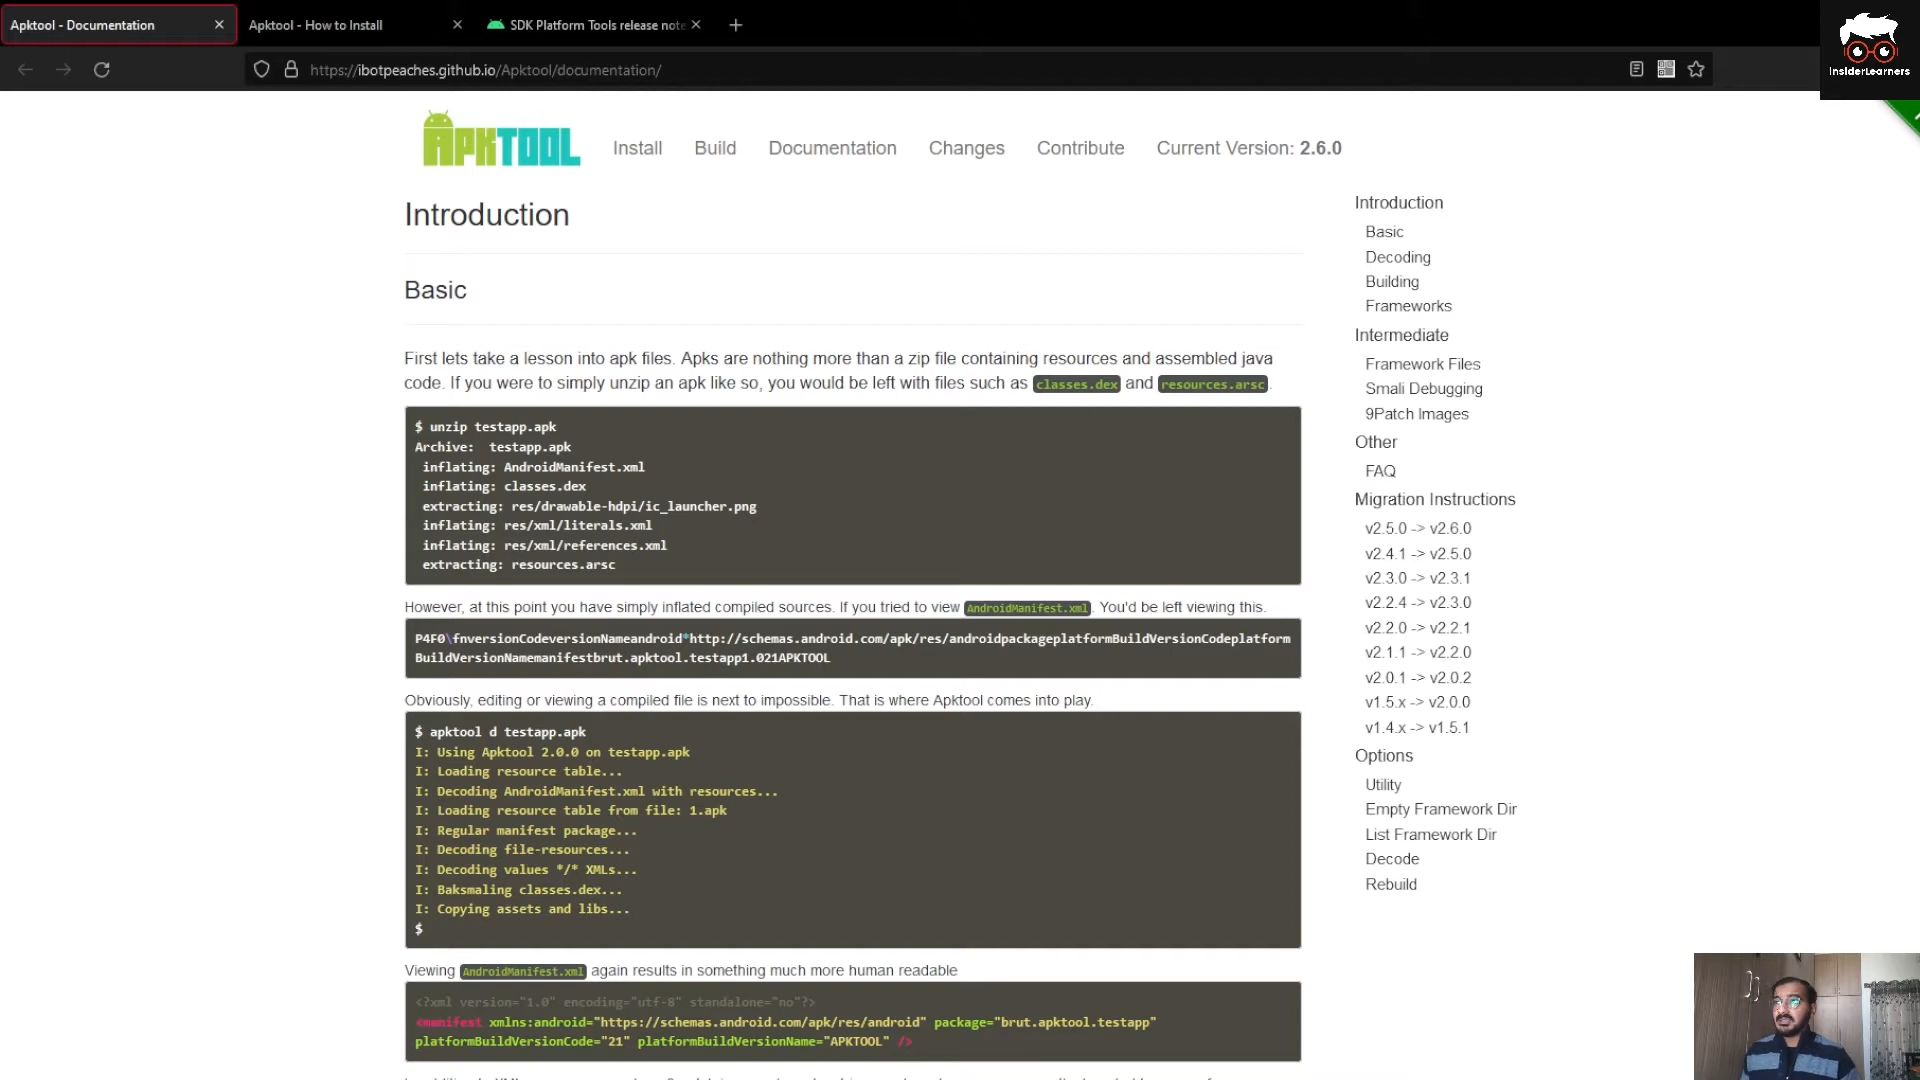 Apktool - Documentation
Apktool - How to Install
SDK Platform Tools release note
https://ibotpeaches.github.io/Apktool/documentation/
InsiderLearners
APKTOOL
Install
Build
Documentation
Changes
Contribute
Current Version: 2.6.0
Introduction
Basic
First lets take a lesson into apk files. Apks are nothing more than a zip file containing resources and assembled java
code. If you were to simply unzip an apk like so, you would be left with files such as classes.dex and resources.arsc.
$ unzip testapp.apk
Archive:  testapp.apk
inflating: AndroidManifest.xml
inflating: classes.dex
extracting: res/drawable-hdpi/ic_launcher.png
inflating: res/xml/literals.xml
inflating: res/xml/references.xml
extracting: resources.arsc
However, at this point you have simply inflated compiled sources. If you tried to view AndroidManifest.xml. You'd be left viewing this.
P4F0\fnversionCodeversionNameandroid*http://schemas.android.com/apk/res/androidpackageplatformBuildVersionCodeplatform
BuildVersionNamemanifestbrut.apktool.testapp1.021APKTOOL
Obviously, editing or viewing a compiled file is next to impossible. That is where Apktool comes into play.
$ apktool d testapp.apk
I: Using Apktool 2.0.0 on testapp.apk
I: Loading resource table...
I: Decoding AndroidManifest.xml with resources...
I: Loading resource table from file: 1.apk
I: Regular manifest package...
I: Decoding file-resources...
I: Decoding values */* XMLs...
I: Baksmaling classes.dex...
I: Copying assets and libs...
$
Viewing AndroidManifest.xml again results in something much more human readable
<?xml version="1.0" encoding="utf-8" standalone="no"?>
<manifest xmlns:android="https://schemas.android.com/apk/res/android" package="brut.apktool.testapp"
platformBuildVersionCode="21" platformBuildVersionName="APKTOOL" />
Introduction
Basic
Decoding
Building
Frameworks
Intermediate
Framework Files
Smali Debugging
9Patch Images
Other
FAQ
Migration Instructions
v2.5.0 -> v2.6.0
v2.4.1 -> v2.5.0
v2.3.0 -> v2.3.1
v2.2.4 -> v2.3.0
v2.2.0 -> v2.2.1
v2.1.1 -> v2.2.0
v2.0.1 -> v2.0.2
v1.5.x -> v2.0.0
v1.4.x -> v1.5.1
Options
Utility
Empty Framework Dir
List Framework Dir
Decode
Rebuild